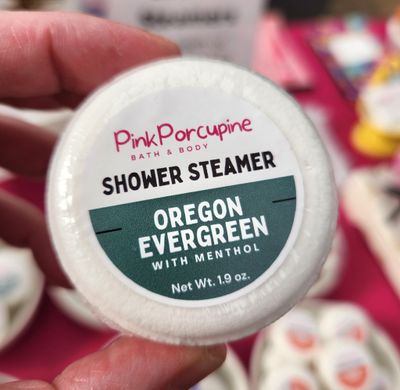 PinkPorcupine
BATH & BODY
SHOWER STEAMER
OREGON
EVERGREEN
WITH MENTHOL
Net Wt. 1.9 oz.